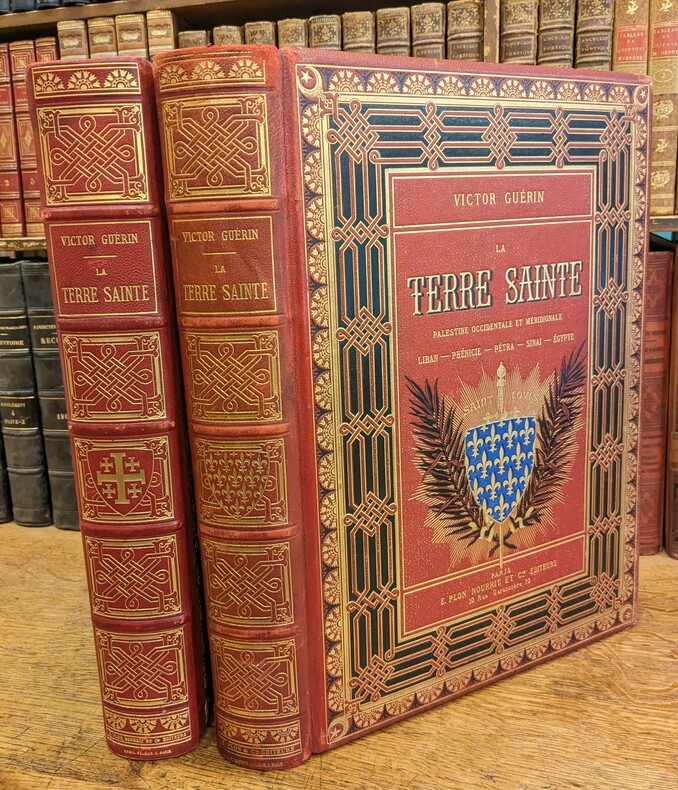 VICTOR GUÉRIN
LA
TERRE SAINTE
VICTOR GUÉRIN
LA
TERRE SAINTE
VICTOR GUÉRIN
LA
TERRE SAINTE
PALESTINE OCCIDENTALE ET MÉRIDIONALE
LIBAN — PHÉNICIE — PÉTRA — SINAI — ÉGYPTE
SAINT LOUIS
PARIS
E. PLON NOURRIT ET Cie ÉDITEURS
10 Rue Garancière, 10